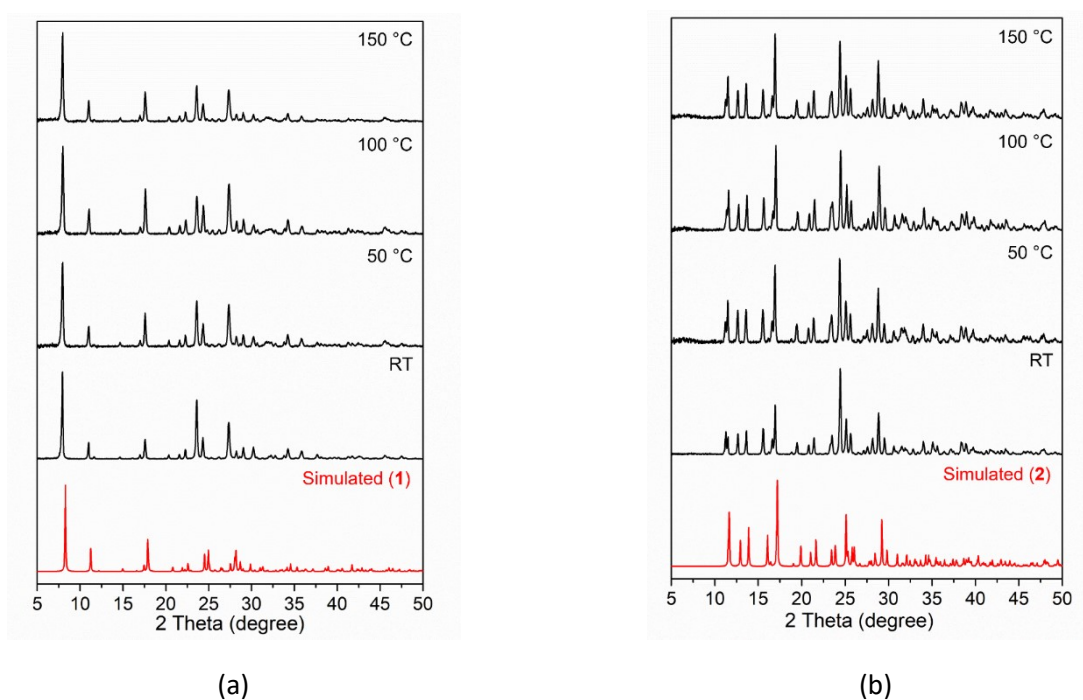 150 °C
100 °C
50 °C
RT
Simulated (1)
5 10 15 20 25 30 35 40 45 50
2 Theta (degree)
(a)
150 °C
100 °C
50 °C
RT
Simulated (2)
5 10 15 20 25 30 35 40 45 50
2 Theta (degree)
(b)